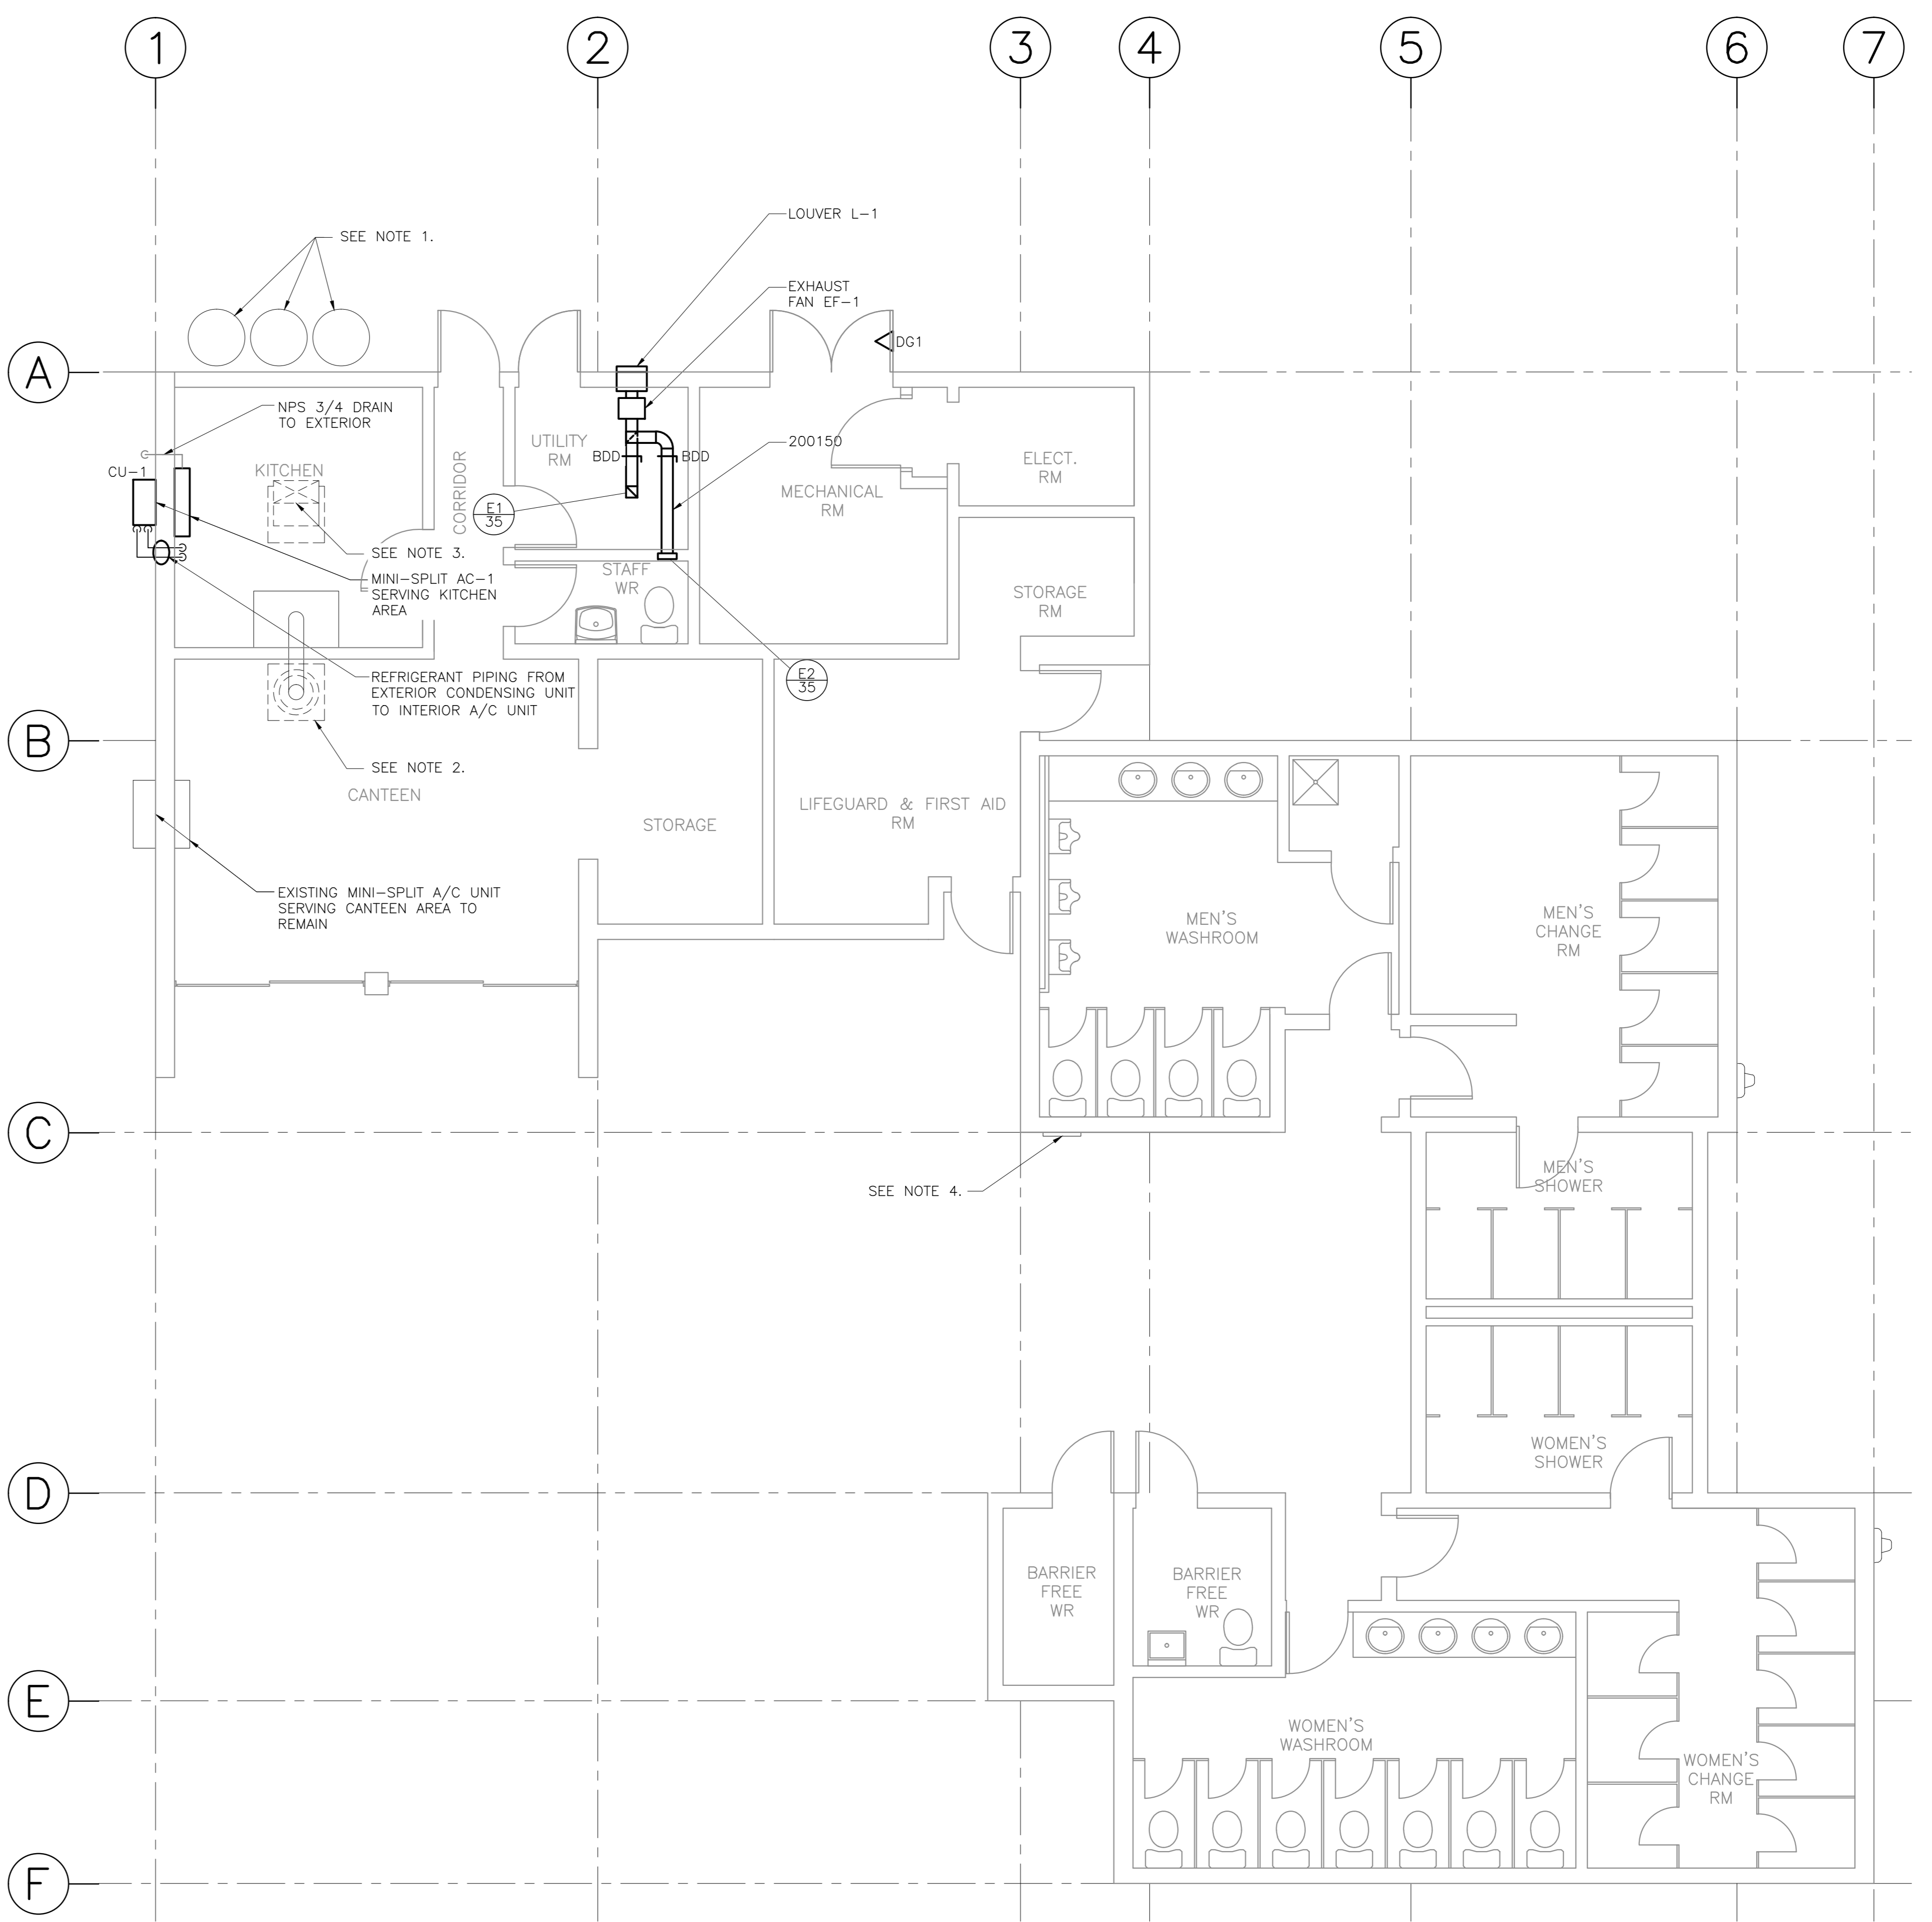 1
2
3
4
5
6
7
LOUVER L-1
SEE NOTE 1.
EXHAUST
FAN EF-1
DG1
A
NPS 3/4 DRAIN
TO EXTERIOR
200150
UTILITY
RM
BDD
BDD
CU-1
KITCHEN
CORRIDOR
ELECT.
RM
MECHANICAL
RM
E1
35
SEE NOTE 3.
STAFF
WR
MINI-SPLIT AC-1
SERVING KITCHEN
AREA
STORAGE
RM
REFRIGERANT PIPING FROM
EXTERIOR CONDENSING UNIT
TO INTERIOR A/C UNIT
E2
35
B
SEE NOTE 2.
CANTEEN
STORAGE
LIFEGUARD & FIRST AID
RM
EXISTING MINI-SPLIT A/C UNIT
SERVING CANTEEN AREA TO
REMAIN
MEN'S
WASHROOM
MEN'S
CHANGE
RM
C
SEE NOTE 4.
MEN'S
SHOWER
WOMEN'S
SHOWER
D
BARRIER
FREE
WR
BARRIER
FREE
WR
E
WOMEN'S
WASHROOM
WOMEN'S
CHANGE
RM
F